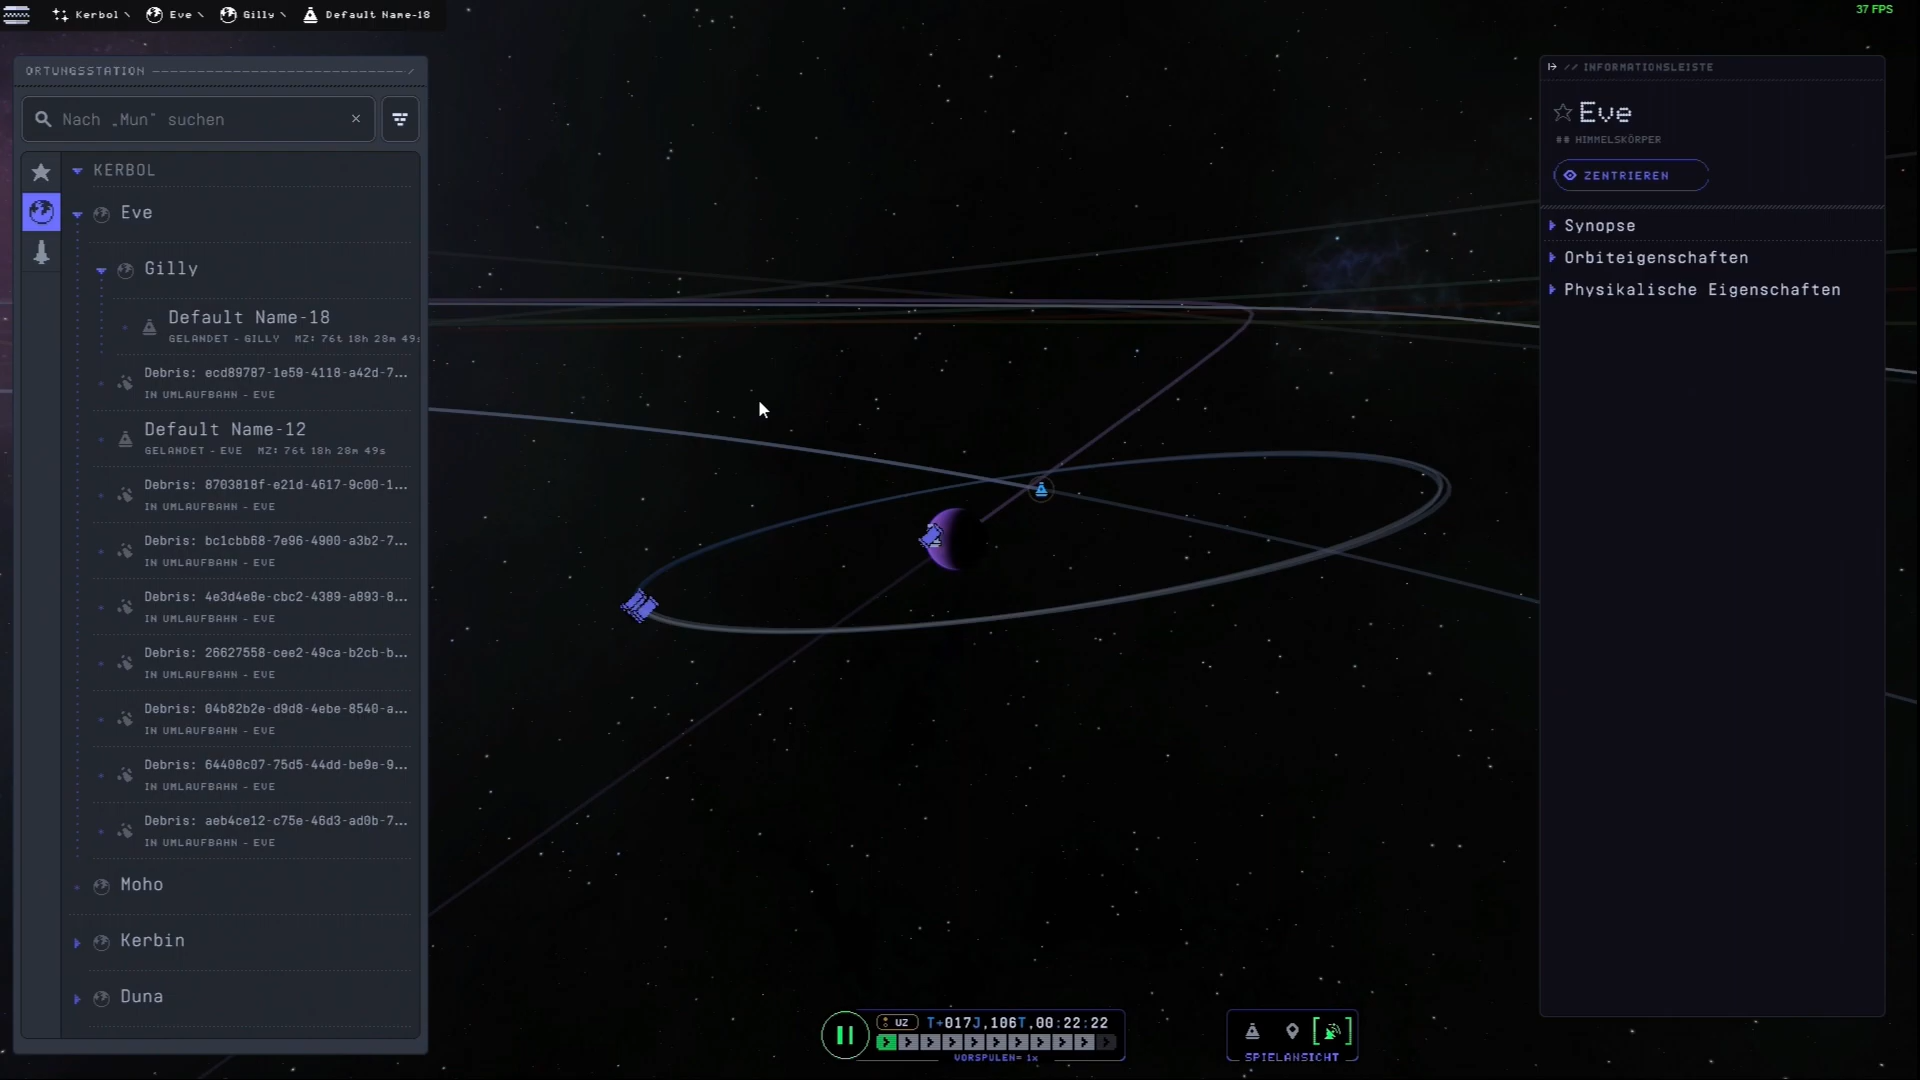 Kerbol \ Eve \ Gilly \ Default Name-18
37 FPS
ORTUNGSSTATION
Nach „Mun“ suchen
KERBOL
Eve
Gilly
Default Name-18
GELANDET - GILLY MZ: 76t 18h 28m 49s
Debris: ecd89787-1e59-4118-a42d-7...
IN UMLAUFBAHN - EVE
Default Name-12
GELANDET - EVE MZ: 76t 18h 28m 49s
Debris: 8703818f-e21d-4617-9c00-1...
IN UMLAUFBAHN - EVE
Debris: bc1cbb68-7e96-4900-a3b2-7...
IN UMLAUFBAHN - EVE
Debris: 4e3d4e8e-cbc2-4389-a893-8...
IN UMLAUFBAHN - EVE
Debris: 26627558-cee2-49ca-b2cb-b...
IN UMLAUFBAHN - EVE
Debris: 04b82b2e-d9d8-4ebe-8540-a...
IN UMLAUFBAHN - EVE
Debris: 64408c07-75d5-44dd-be9e-9...
IN UMLAUFBAHN - EVE
Debris: aeb4ce12-c75e-46d3-ad0b-7...
IN UMLAUFBAHN - EVE
Moho
Kerbin
Duna
// INFORMATIONSLEISTE
Eve
## HIMMELSKÖRPER
ZENTRIEREN
Synopse
Orbiteigenschaften
Physikalische Eigenschaften
UZ T+017J,106T,00:22:22
VORSPULEN= 1x
SPIELANSICHT